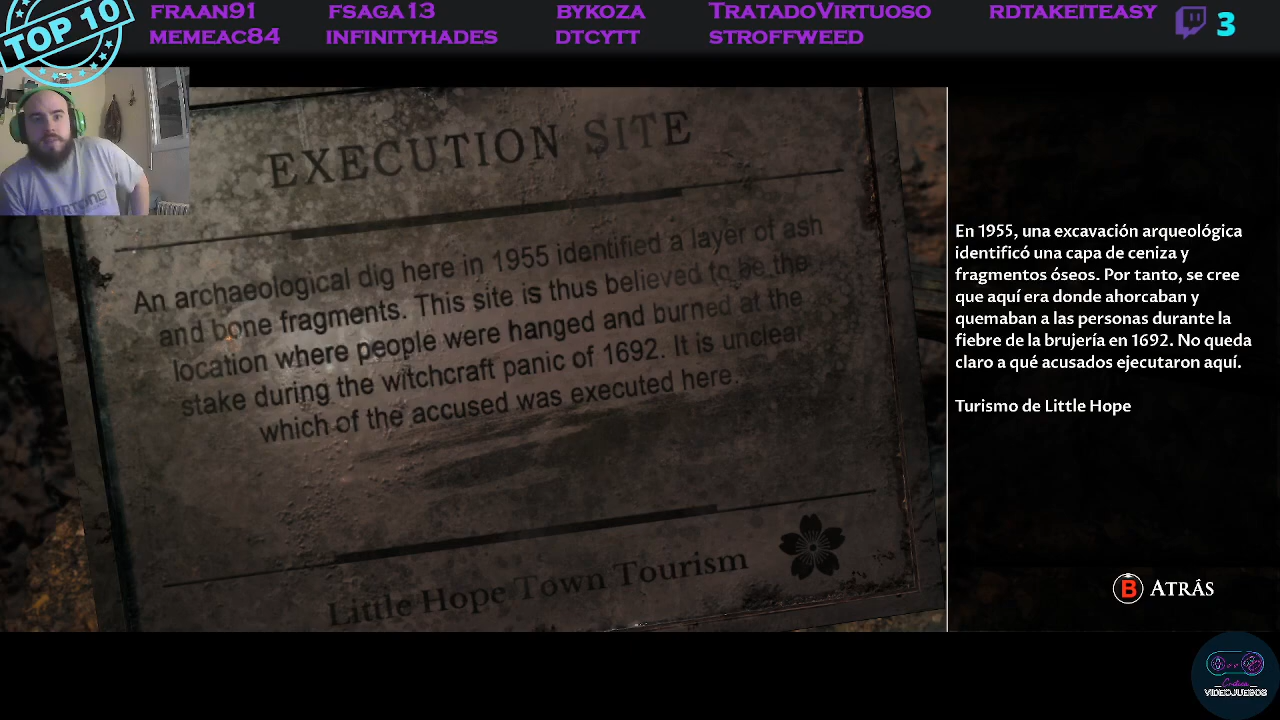 TOP 10
FRAAN91 FSAGA13 BYKOZA TRATADOVIRTUOSO RDTAKEITEASY
MEMEAC84 INFINITYHADES DTCYTT STROFFWEED
3
EXECUTION SITE
An archaeological dig here in 1955 identified a layer of ash
and bone fragments. This site is thus believed to be the
location where people were hanged and burned at the
stake during the witchcraft panic of 1692. It is unclear
which of the accused was executed here.
Little Hope Town Tourism
En 1955, una excavación arqueológica
identificó una capa de ceniza y
fragmentos óseos. Por tanto, se cree
que aquí era donde ahorcaban y
quemaban a las personas durante la
fiebre de la brujería en 1692. No queda
claro a qué acusados ejecutaron aquí.
Turismo de Little Hope
B ATRÁS
BURTON
Critica
VIDEOJUEGOS